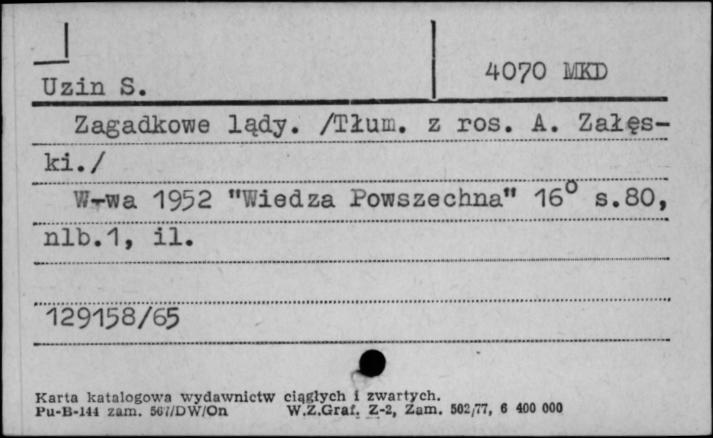 4070 MKD
Uzin S.
Zagadkowe lądy. /Tłum. z ros. A. Załęs-
ki./
W-wa 1952 "Wiedza Powszechna" 16° s.80,
nlb.1, il.
129158/65
Karta katalogowa wydawnictw ciągłych i zwartych.
Pu-B-144 zam. 567/DW/On W.Z.Graf. Z-2, Zam. 502/77, 6 400 000